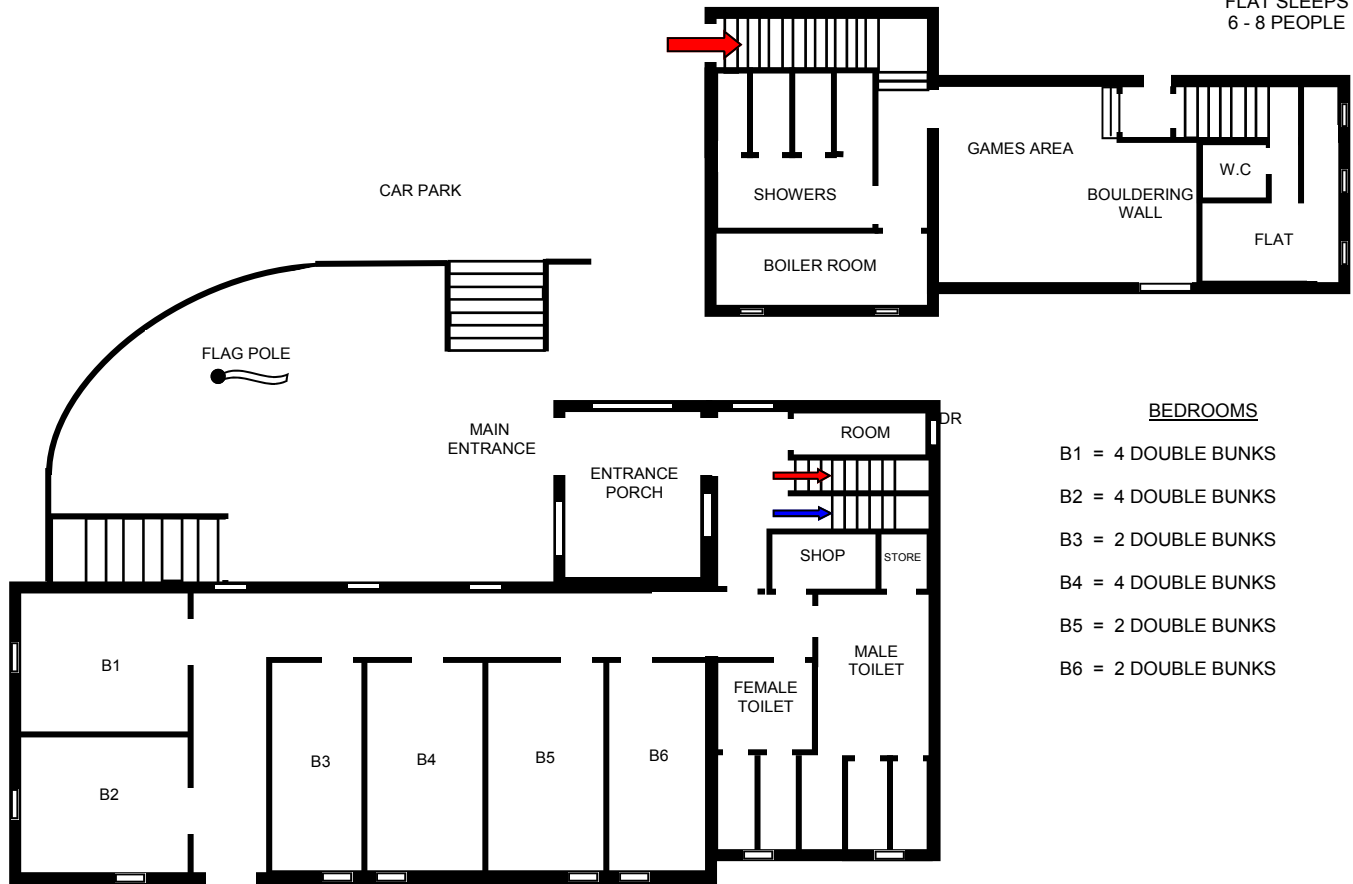 FLAT SLEEPS
6 - 8 PEOPLE
GAMES AREA
W.C
CAR PARK
SHOWERS
BOULDERING
WALL
FLAT
BOILER ROOM
FLAG POLE
MAIN
ENTRANCE
ENTRANCE
PORCH
ROOM
DR
SHOP
STORE
MALE
TOILET
FEMALE
TOILET
B1
B2
B3
B4
B5
B6
BEDROOMS
B1 = 4 DOUBLE BUNKS
B2 = 4 DOUBLE BUNKS
B3 = 2 DOUBLE BUNKS
B4 = 4 DOUBLE BUNKS
B5 = 2 DOUBLE BUNKS
B6 = 2 DOUBLE BUNKS